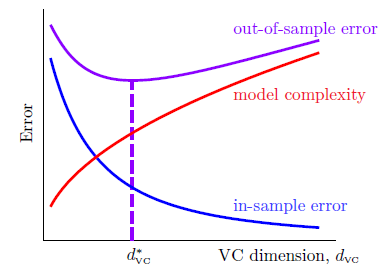 out-of-sample error
model complexity
Error
in-sample error
d*VC
VC dimension, dVC